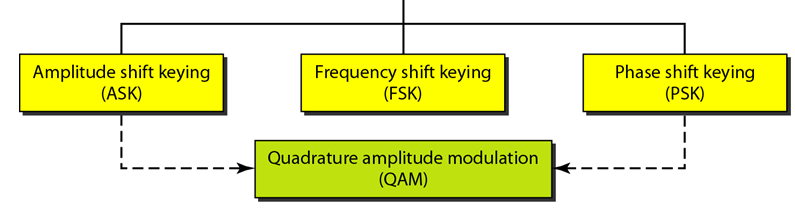 Amplitude shift keying
(ASK)
Frequency shift keying
(FSK)
Phase shift keying
(PSK)
Quadrature amplitude modulation
(QAM)